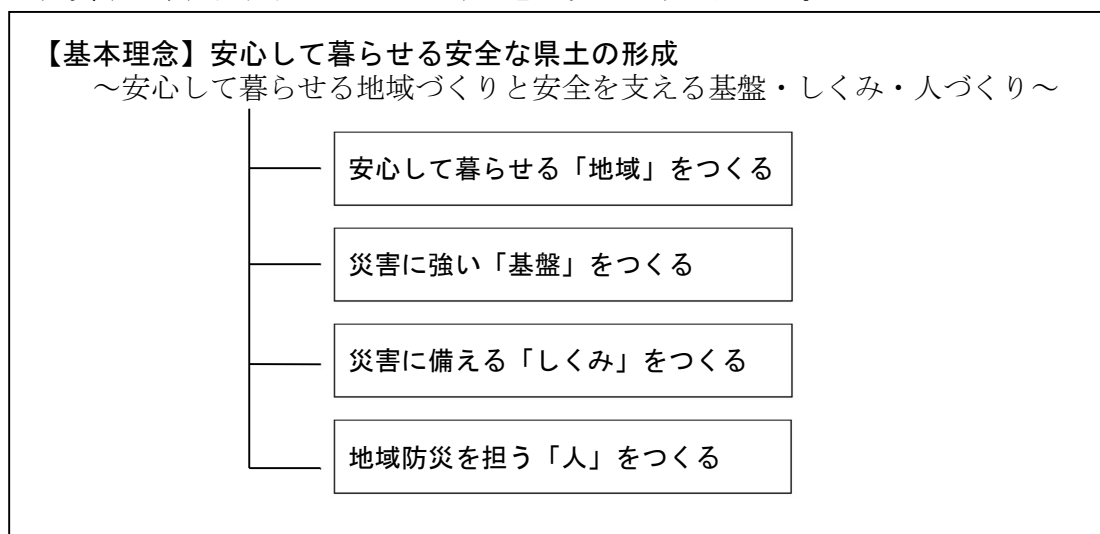 【基本理念】安心して暮らせる安全な県土の形成
～安心して暮らせる地域づくりと安全を支える基盤・しくみ・人づくり～
安心して暮らせる「地域」をつくる
災害に強い「基盤」をつくる
災害に備える「しくみ」をつくる
地域防災を担う「人」をつくる